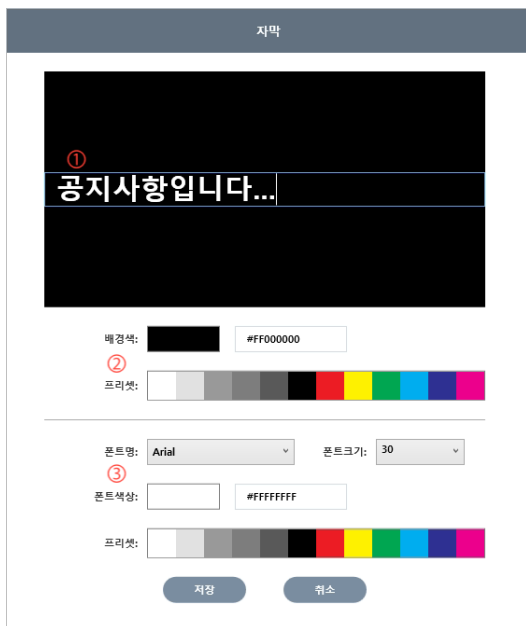 자막
①
공지사항입니다...
배경색: #FF000000
②
프리셋:
폰트명: Arial 폰트크기: 30
③
폰트색상: #FFFFFFFF
프리셋:
저장 취소